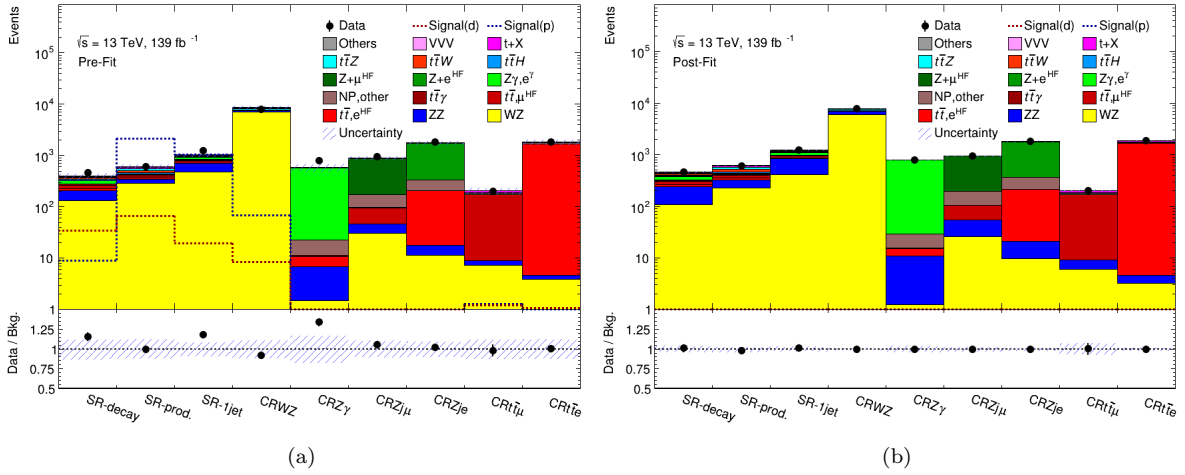 Events
10⁵
10⁴
10³
10²
10
1
√s = 13 TeV, 139 fb⁻¹
Pre-Fit
Data Signal(d) Signal(p)
Others VVV t+X
tt̄Z tt̄W tt̄H
Z+μᴴᶠ Z+eᴴᶠ Zγ,e^γ
NP,other tt̄γ tt̄,μᴴᶠ
tt̄,eᴴᶠ ZZ WZ
Uncertainty
Data / Bkg.
1.25
1
0.75
0.5
SR-decay SR-prod. SR-1jet CRWZ CRZγ CRZjμ CRZje CRtt̄μ CRtt̄e
(a)
Events
10⁵
10⁴
10³
10²
10
1
√s = 13 TeV, 139 fb⁻¹
Post-Fit
Data Signal(d) Signal(p)
Others VVV t+X
tt̄Z tt̄W tt̄H
Z+μᴴᶠ Z+eᴴᶠ Zγ,e^γ
NP,other tt̄γ tt̄,μᴴᶠ
tt̄,eᴴᶠ ZZ WZ
Uncertainty
Data / Bkg.
1.25
1
0.75
0.5
SR-decay SR-prod. SR-1jet CRWZ CRZγ CRZjμ CRZje CRtt̄μ CRtt̄e
(b)